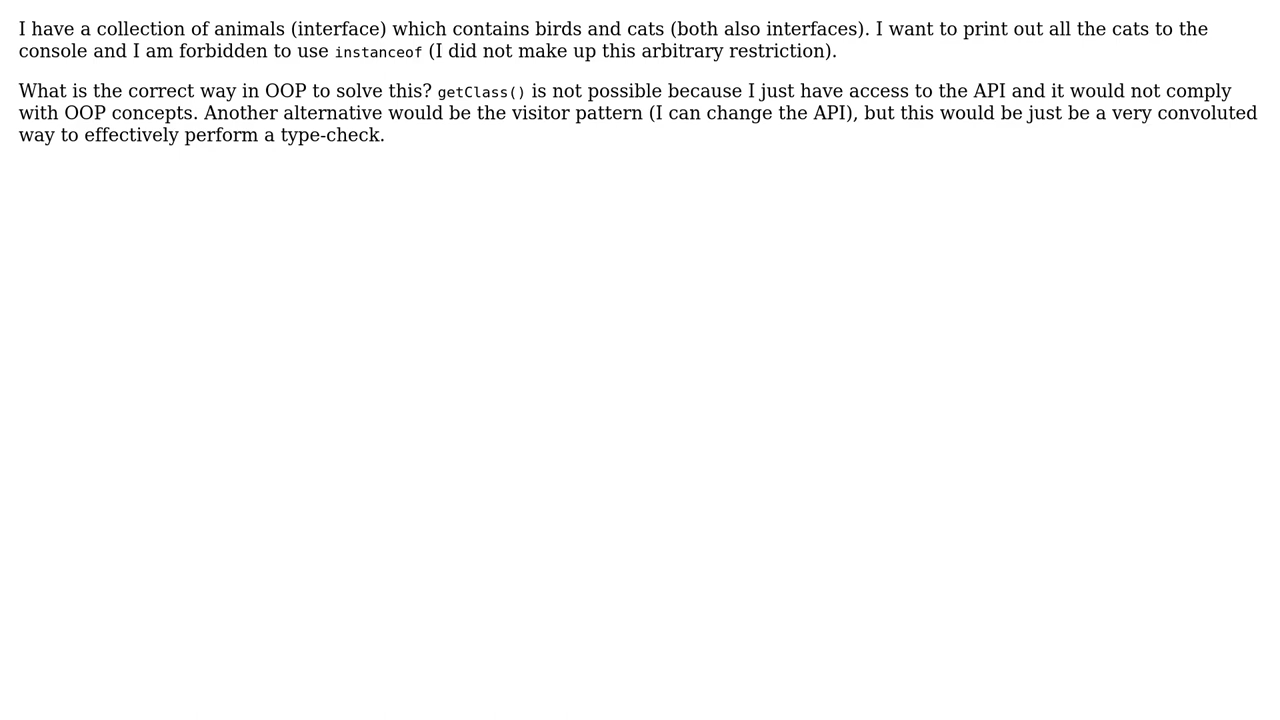 I have a collection of animals (interface) which contains birds and cats (both also interfaces). I want to print out all the cats to the
console and I am forbidden to use instanceof (I did not make up this arbitrary restriction).
What is the correct way in OOP to solve this? getClass() is not possible because I just have access to the API and it would not comply
with OOP concepts. Another alternative would be the visitor pattern (I can change the API), but this would be just be a very convoluted
way to effectively perform a type-check.